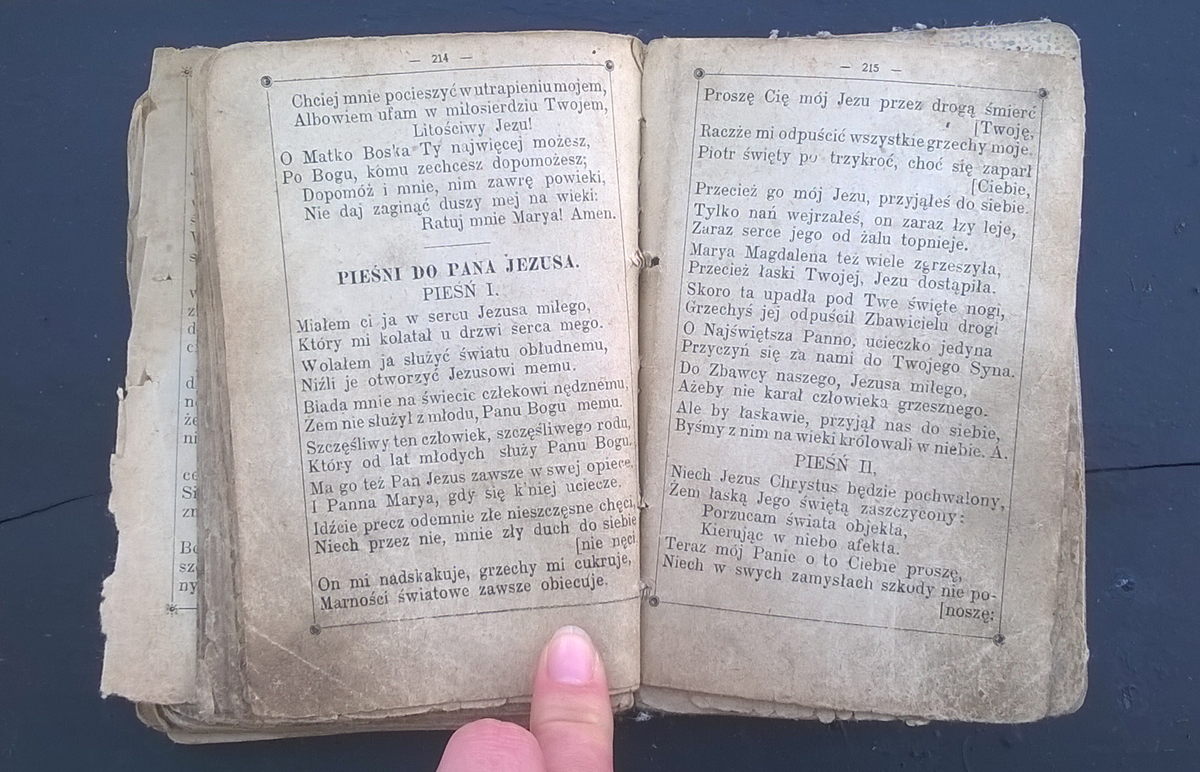 — 214 —
Chciej mnie pocieszyć w utrapieniu mojem,
Albowiem ufam w miłosierdziu Twojem,
Litościwy Jezu!
O Matko Boska Ty najwięcej możesz,
Po Bogu, komu zechcesz dopomożesz;
Dopomóż i mnie, nim zawrę powieki,
Nie daj zaginąć duszy mej na wieki:
Ratuj mnie Marya! Amen.
PIEŚNI DO PANA JEZUSA.
PIEŚŃ I.
Miałem ci ja w sercu Jezusa miłego,
Który mi kołatał u drzwi serca mego.
Wolałem ja służyć światu obłudnemu,
Niźli je otworzyć Jezusowi memu.
Biada mnie na świecie człekowi nędznému,
Żem nie służył z młodu, Panu Bogu memu.
Szczęśliwy ten człowiek, szczęśliwego rodu,
Który od lat młodych służy Panu Bogu.
Ma go też Pan Jezus zawsze w swej opiece,
I Panna Marya, gdy się k'niej uciecze.
Idźcie precz odemnie złe nieszczęsne chęci,
Niech przez nie, mnie zły duch do siebie
[nie nęci
On mi nadskakuje, grzechy mi cukruje,
Marności światowe zawsze obiecuje.
— 215 —
Proszę Cię mój Jezu przez drogą śmierć
[Twoję,
Raczże mi odpuścić wszystkie grzechy moje.
Piotr święty po trzykroć, choć się zaparł
[Ciebie,
Przecież go mój Jezu, przyjąłeś do siebie.
Tylko nań wejrzałeś, on zaraz łzy leje,
Zaraz serce jego od żalu topnieje.
Marya Magdalena też wiele zgrzeszyła,
Przecież łaski Twojej, Jezu dostąpiła.
Skoro ta upadła pod Twe święte nogi,
Grzechyś jej odpuścił Zbawicielu drogi
O Najświętsza Panno, ucieczko jedyna
Przyczyń się za nami do Twojego Syna.
Do Zbawcy naszego, Jezusa miłego,
Ażeby nie karał człowieka grzesznego.
Ale by łaskawie, przyjął nas do siebie,
Byśmy z nim na wieki królowali w niebie. A.
PIEŚŃ II,
Niech Jezus Chrystus będzie pochwalony,
Żem łaską Jego świętą zaszczycony:
Porzucam świata objekta,
Kierując w niebo afekta.
Teraz mój Panie o to Ciebie proszę,
Niech w swych zamysłach szkody nie po-
[noszę: